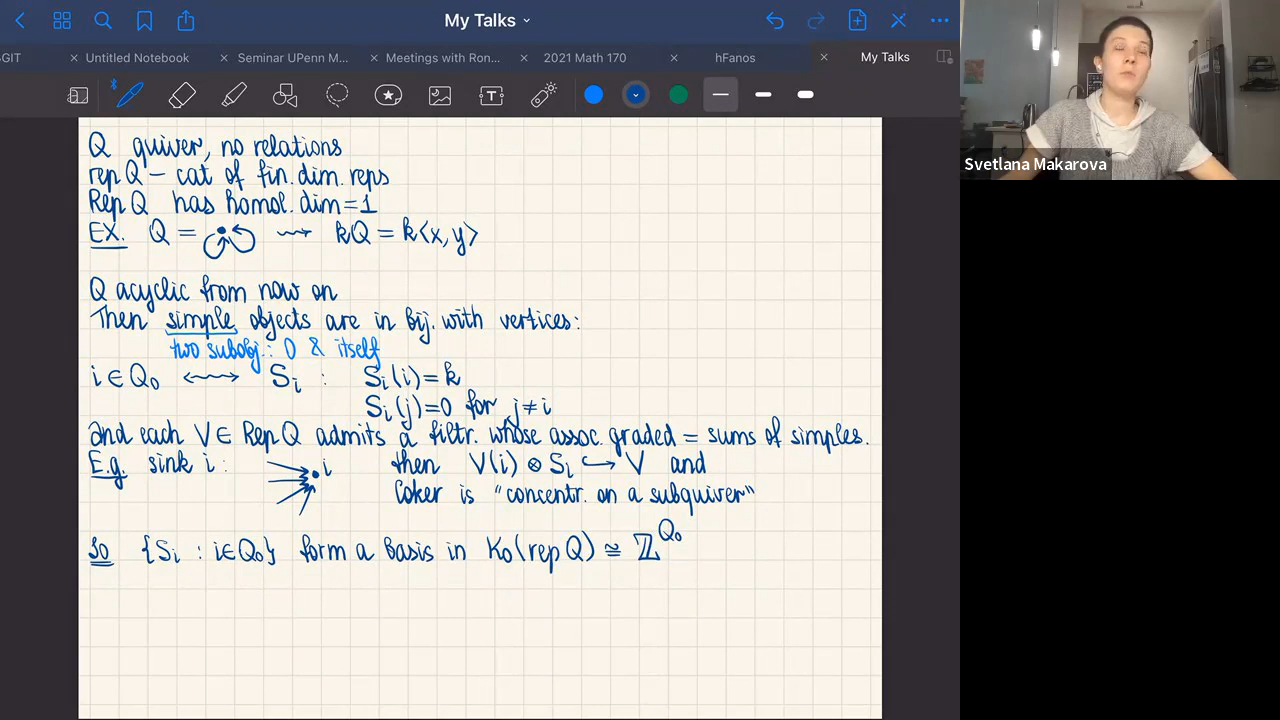 My Talks
GIT
Untitled Notebook
Seminar UPenn M...
Meetings with Ron...
2021 Math 170
hFanos
My Talks
Q quiver, no relations
rep Q – cat of fin. dim. reps
Rep Q has homol. dim = 1
EX. Q = ⇝ kQ = k⟨x, y⟩
Q acyclic from now on
Then simple objects are in bij. with vertices:
two subobj.: 0 & itself
i ∈ Q₀ ⟷ Sᵢ : Sᵢ(i) = k
Sᵢ(j) = 0 for j ≠ i
and each V ∈ Rep Q admits a filtr. whose assoc. graded = sums of simples.
E.g. sink i: i then V(i) ⊗ Sᵢ ↪ V and
Coker is "concentr. on a subquiver"
So {Sᵢ : i∈Q₀} form a basis in K₀(rep Q) ≅ ℤ^Q₀
Svetlana Makarova